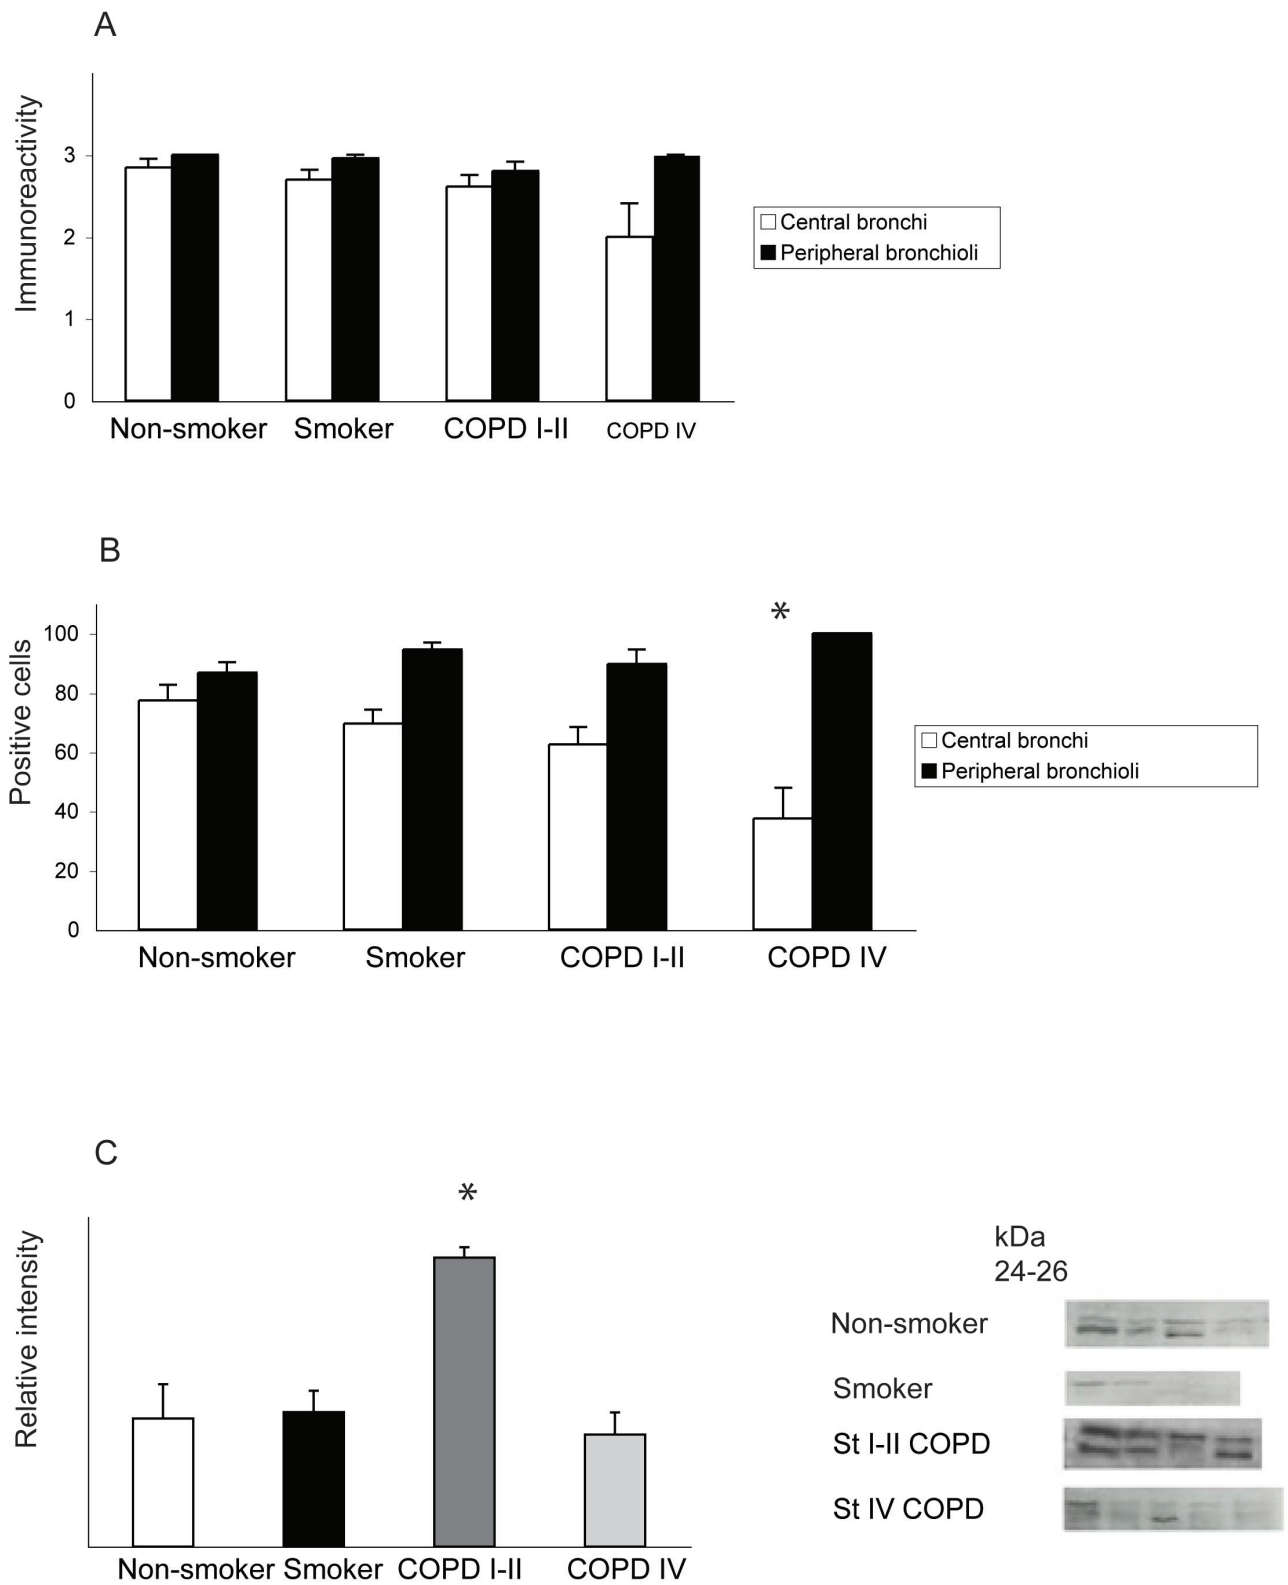 A
Immunoreactivity
3
2
1
0
Non-smoker Smoker COPD I-II COPD IV
Central bronchi
Peripheral bronchioli
B
Positive cells
100
80
60
40
20
0
*
Non-smoker Smoker COPD I-II COPD IV
Central bronchi
Peripheral bronchioli
C
Relative intensity
*
Non-smoker Smoker COPD I-II COPD IV
kDa
24-26
Non-smoker
Smoker
St I-II COPD
St IV COPD